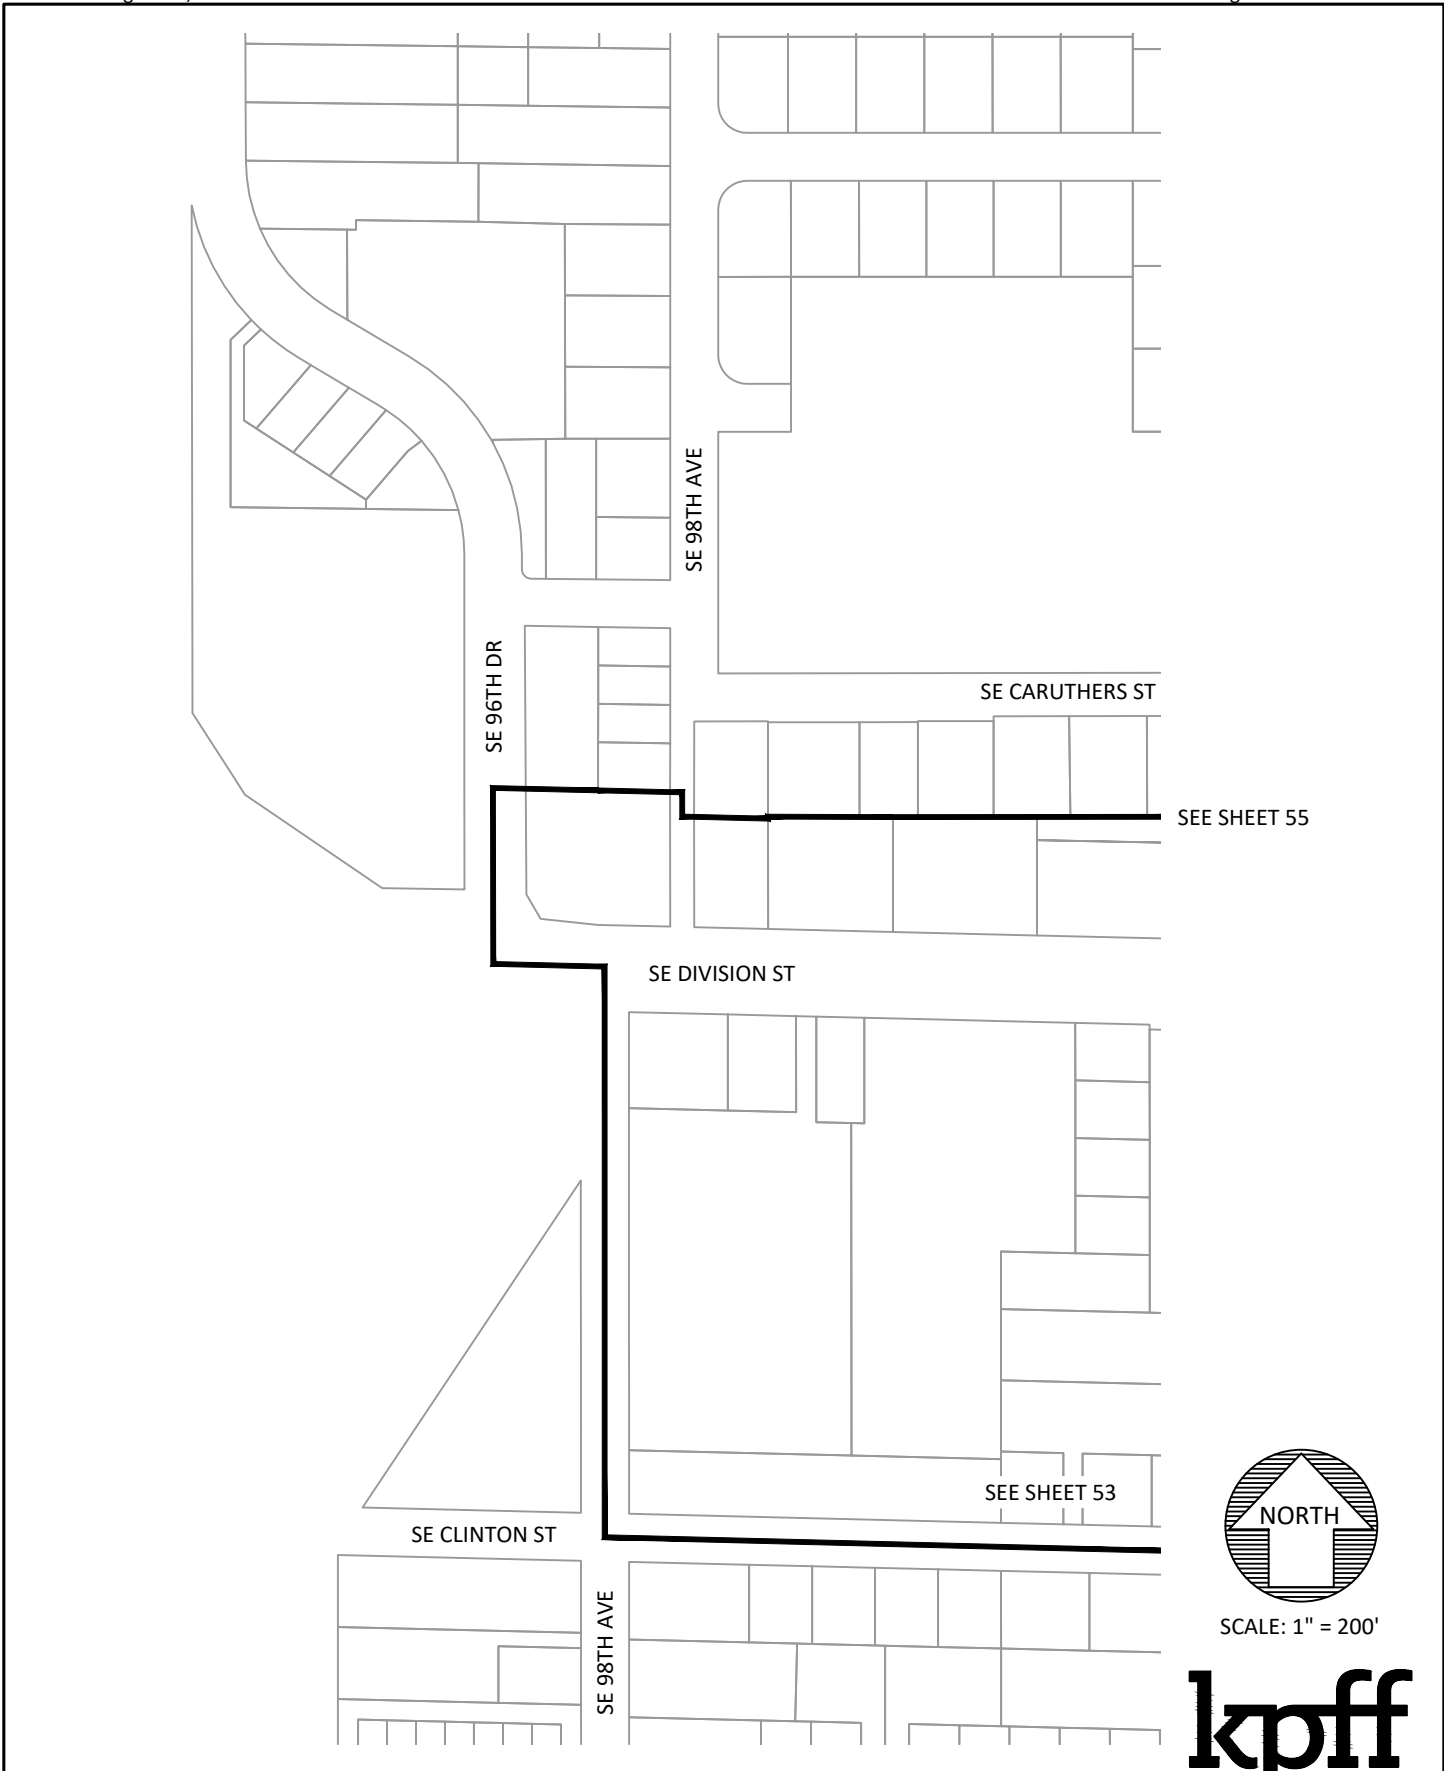 SE 98TH AVE
SE 96TH DR
SE CARUTHERS ST
SEE SHEET 55
SE DIVISION ST
SEE SHEET 53
NORTH
SE CLINTON ST
SE 98TH AVE
SCALE: 1" = 200'
kpff